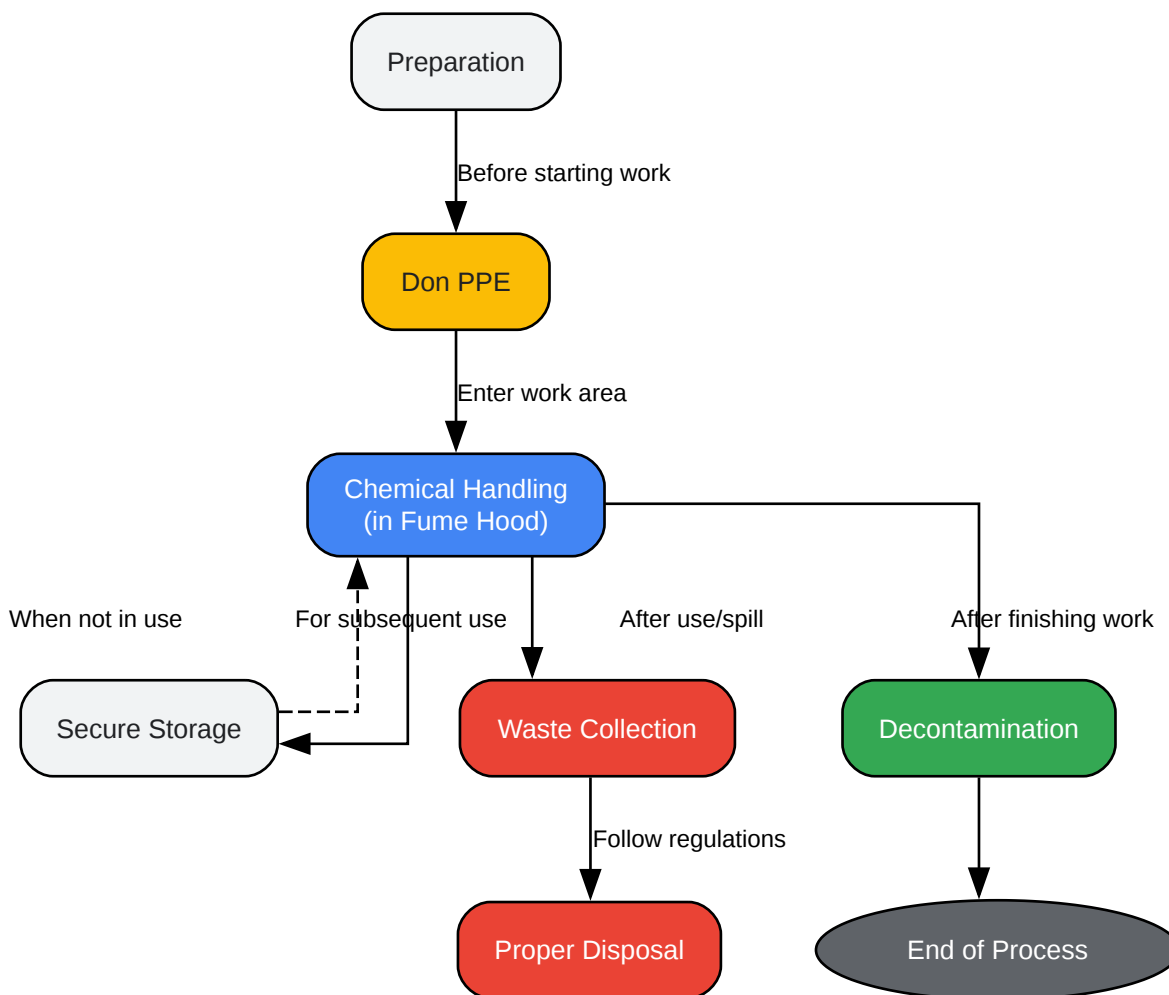 Preparation
Before starting work
Don PPE
Enter work area
Chemical Handling
(in Fume Hood)
When not in use
For subsequent use
After use/spill
After finishing work
Secure Storage
Waste Collection
Decontamination
Follow regulations
Proper Disposal
End of Process